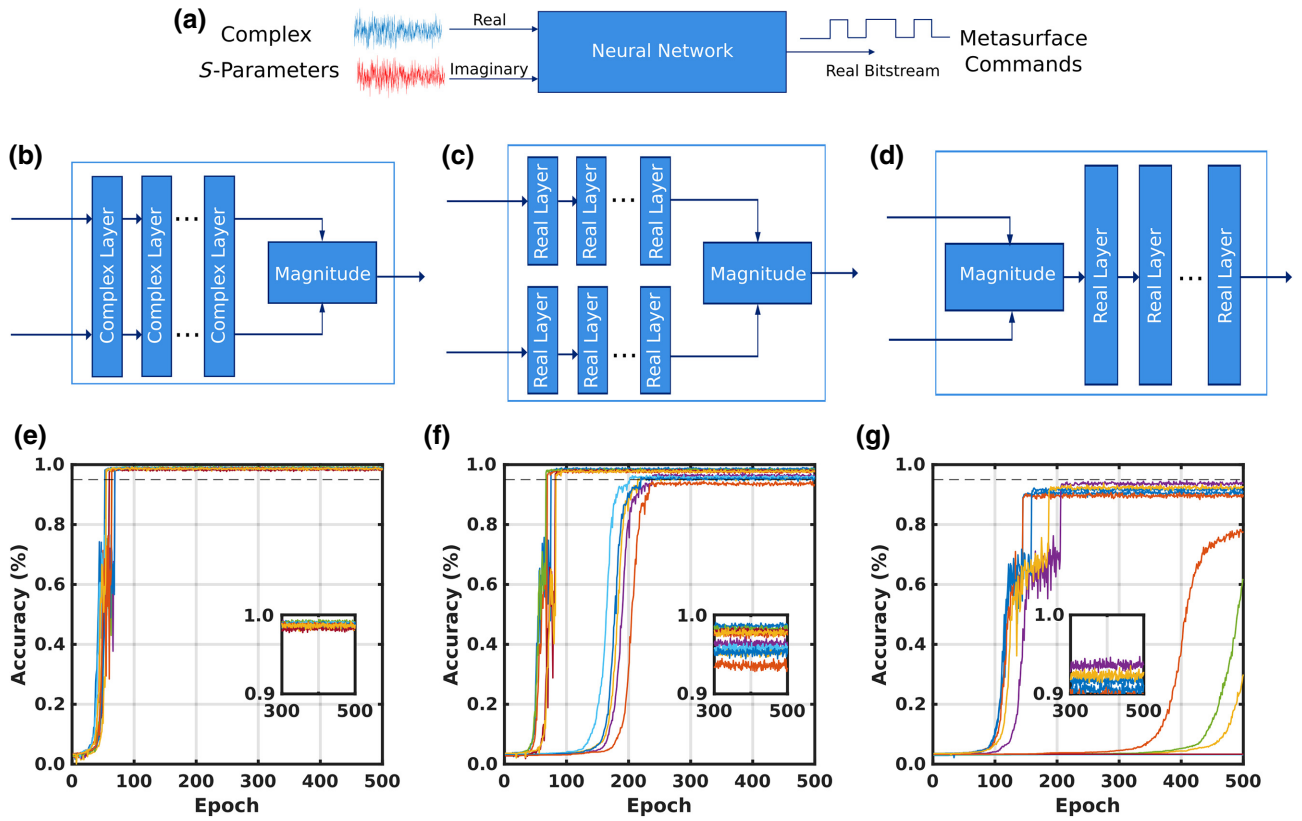 (a)
Complex
S-Parameters
Real
Imaginary
Neural Network
Real Bitstream
Metasurface
Commands
(b)
Complex Layer
Complex Layer
...
Complex Layer
...
Magnitude
(c)
Real Layer
Real Layer
...
Real Layer
Real Layer
Real Layer
...
Real Layer
Magnitude
(d)
Magnitude
Real Layer
Real Layer
...
Real Layer
(e)
Accuracy (%)
1.0
0.8
0.6
0.4
0.2
0.0
1.0
0.9
300 500
0 100 200 300 400 500
Epoch
(f)
Accuracy (%)
1.0
0.8
0.6
0.4
0.2
0.0
1.0
0.9
300 500
0 100 200 300 400 500
Epoch
(g)
Accuracy (%)
1.0
0.8
0.6
0.4
0.2
0.0
1.0
0.9
300 500
0 100 200 300 400 500
Epoch